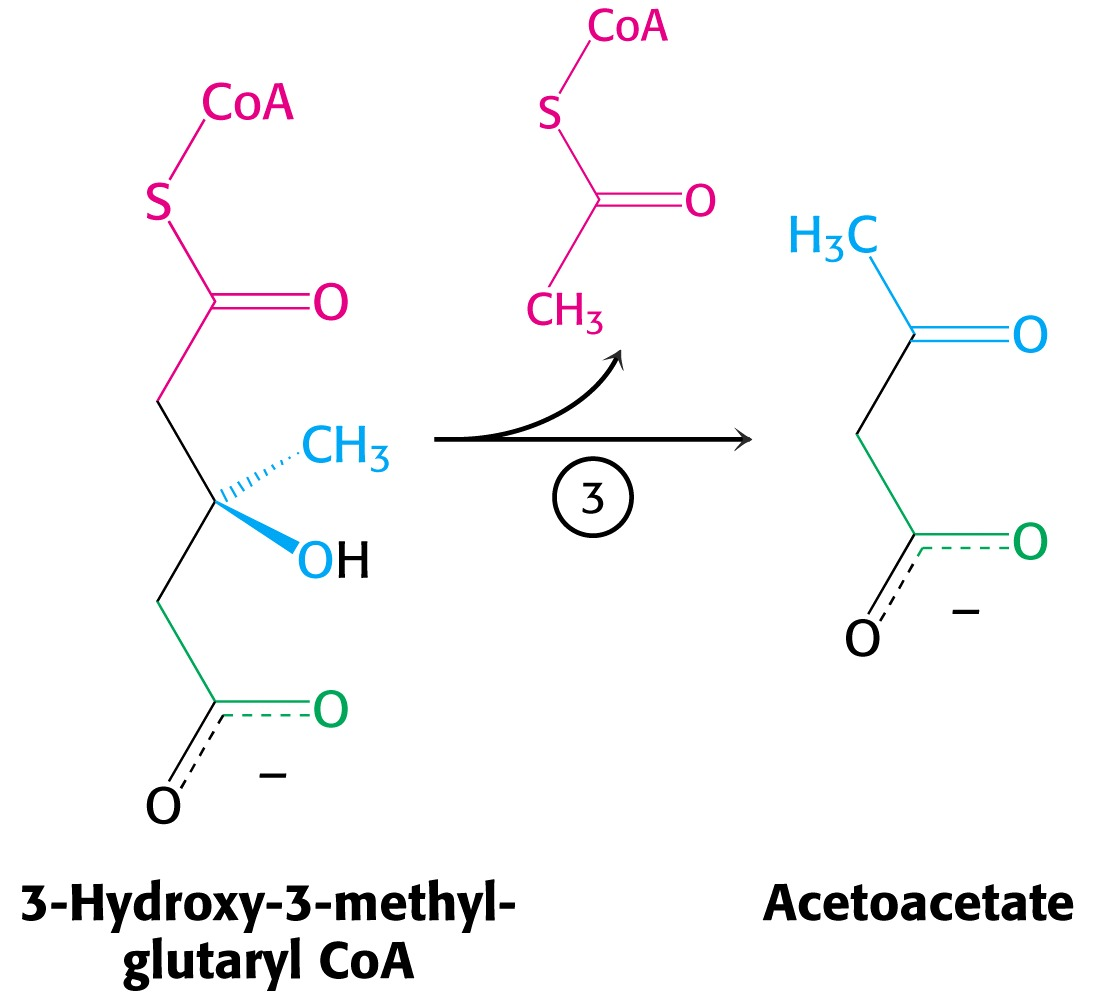 CoA
S
O
CH₃
OH
O
O
–
3-Hydroxy-3-methyl-
glutaryl CoA
CoA
S
O
CH₃
3
H₃C
O
O
O
–
Acetoacetate